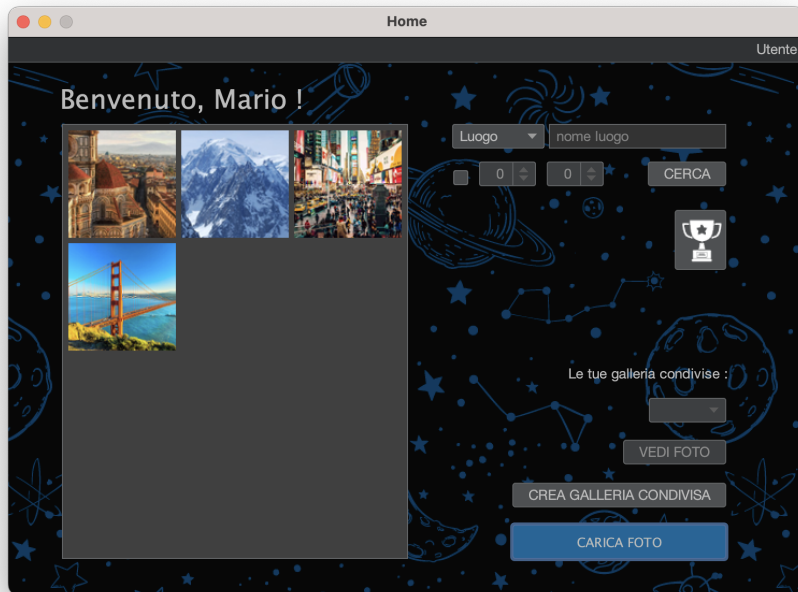 Home
Utente
Benvenuto, Mario !
Luogo
nome luogo
0
0
CERCA
Le tue galleria condivise :
VEDI FOTO
CREA GALLERIA CONDIVISA
CARICA FOTO